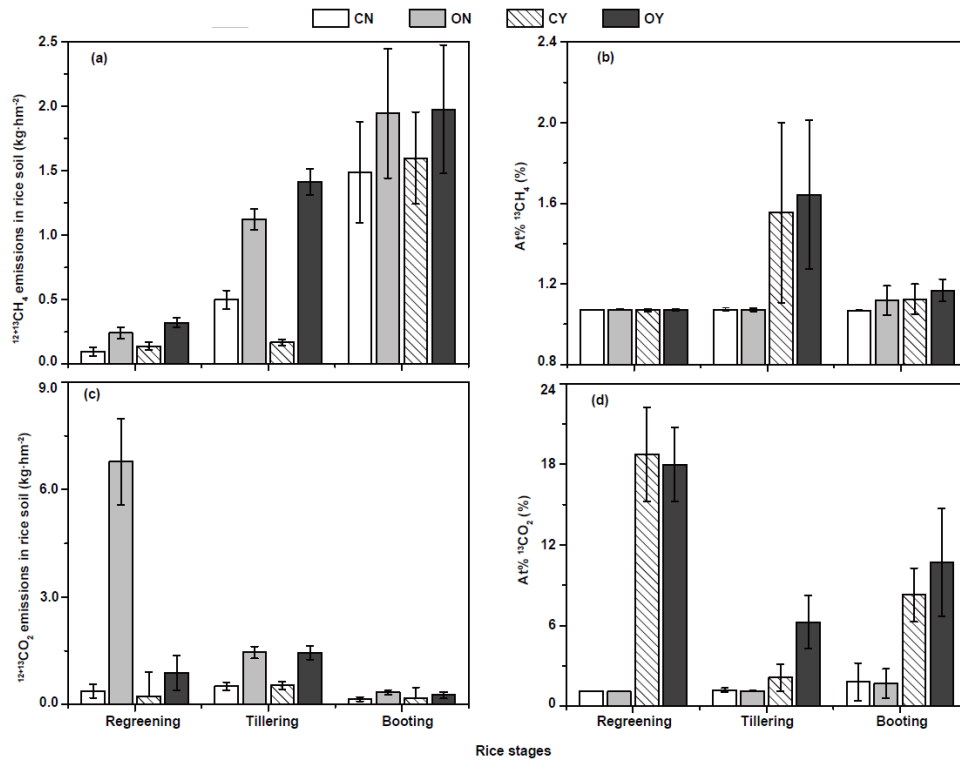 CN ON CY OY
(a)
2.5
2.0
1.5
1.0
0.5
0.0
¹²⁺¹³CH₄ emissions in rice soil (kg·hm⁻²)
(b)
2.4
2.0
1.6
1.2
0.8
At% ¹³CH₄ (%)
(c)
9.0
6.0
3.0
0.0
¹²⁺¹³CO₂ emissions in rice soil (kg·hm⁻²)
Regreening Tillering Booting
(d)
24
18
12
6
0
At% ¹³CO₂ (%)
Regreening Tillering Booting
Rice stages